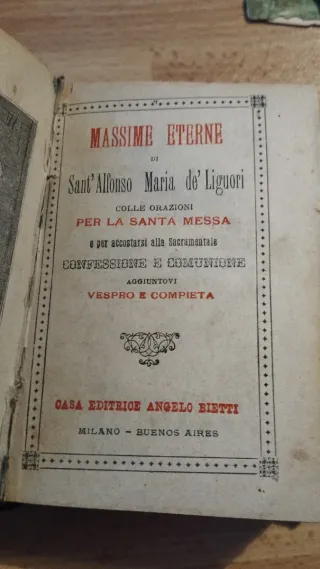 MASSIME ETERNE
DI
Sant'Alfonso Maria de' Liguori
COLLE ORAZIONI
PER LA SANTA MESSA
e per accostarsi alla Sacramentale
CONFESSIONE E COMUNIONE
AGGIUNTOVI
VESPRO E COMPIETA
CASA EDITRICE ANGELO BIETTI
MILANO - BUENOS AIRES